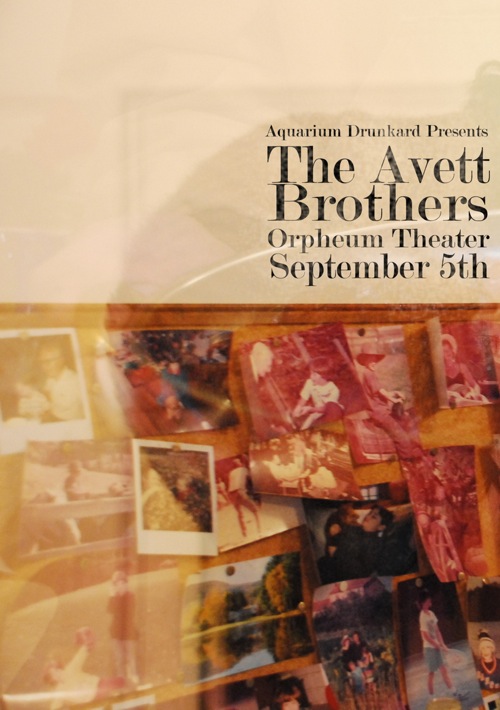 Aquarium Drunkard Presents
The Avett
Brothers
Orpheum Theater
September 5th